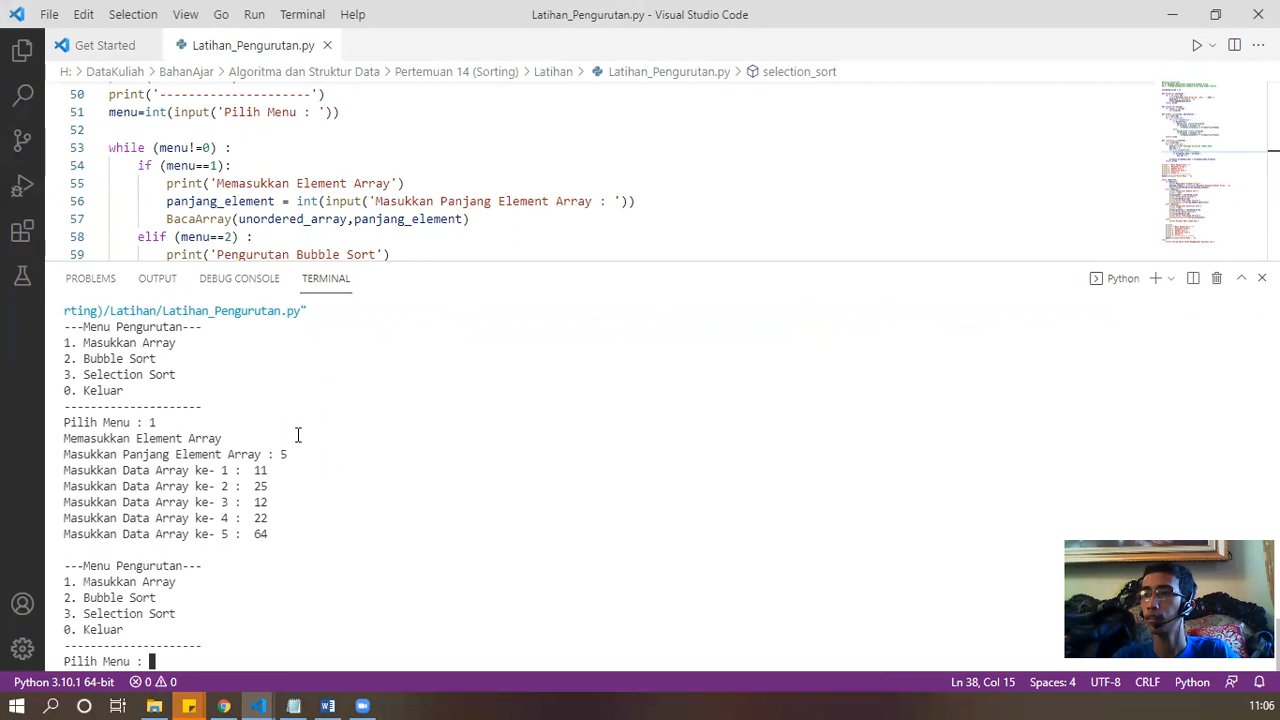 File Edit Selection View Go Run Terminal Help Latihan_Pengurutan.py - Visual Studio Code
Get Started Latihan_Pengurutan.py
H: > DataKuliah > BahanAjar > Algoritma dan Struktur Data > Pertemuan 14 (Sorting) > Latihan > Latihan_Pengurutan.py > selection_sort
50 print('---------------------')
51 menu=int(input('Pilih Menu : '))
52
53 while (menu!=0) :
54 if (menu==1):
55 print('Memasukkan Element Array')
56 panjang_element = int(input('Masukkan Panjang Element Array : '))
57 BacaArray(unordered_array,panjang_element)
58 elif (menu==2) :
59 print('Pengurutan Bubble Sort')
PROBLEMS OUTPUT DEBUG CONSOLE TERMINAL Python
rting)/Latihan/Latihan_Pengurutan.py"
---Menu Pengurutan---
1. Masukkan Array
2. Bubble Sort
3. Selection Sort
0. Keluar
---------------------
Pilih Menu : 1
Memasukkan Element Array
Masukkan Panjang Element Array : 5
Masukkan Data Array ke- 1 : 11
Masukkan Data Array ke- 2 : 25
Masukkan Data Array ke- 3 : 12
Masukkan Data Array ke- 4 : 22
Masukkan Data Array ke- 5 : 64
---Menu Pengurutan---
1. Masukkan Array
2. Bubble Sort
3. Selection Sort
0. Keluar
---------------------
Pilih Menu :
Python 3.10.1 64-bit 0 0 Ln 38, Col 15 Spaces: 4 UTF-8 CRLF Python
11:06